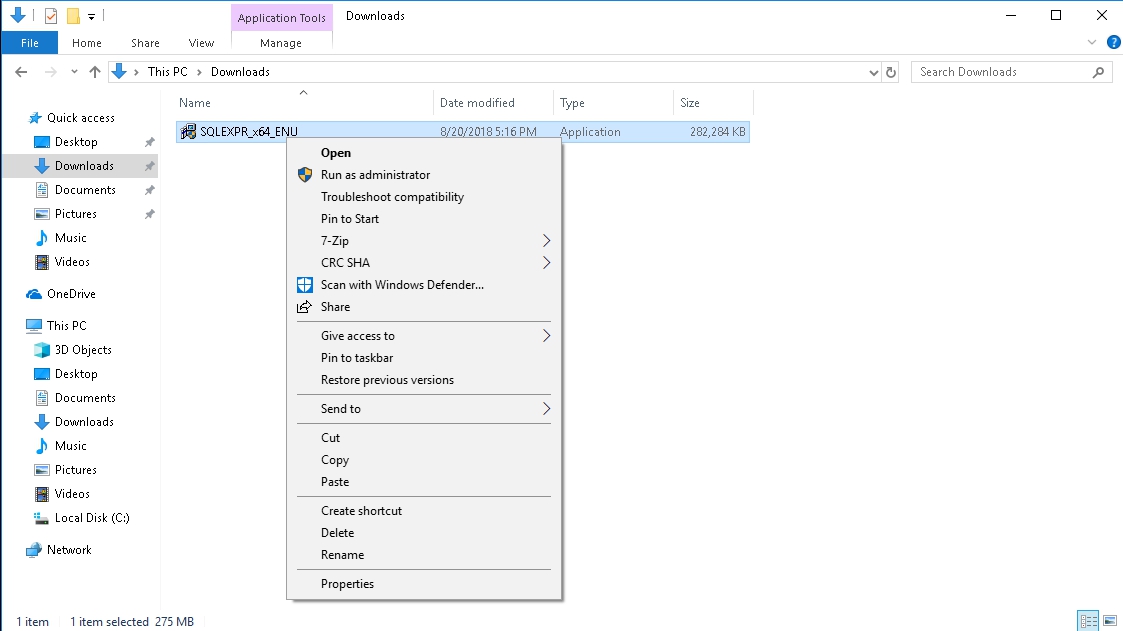 Application Tools
Downloads
File
Home
Share
View
Manage
This PC
Downloads
Search Downloads
Name
Date modified
Type
Size
SQLEXPR_x64_ENU
8/20/2018 5:16 PM
Application
282,284 KB
Quick access
Desktop
Downloads
Documents
Pictures
Music
Videos
OneDrive
This PC
3D Objects
Desktop
Documents
Downloads
Music
Pictures
Videos
Local Disk (C:)
Network
Open
Run as administrator
Troubleshoot compatibility
Pin to Start
7-Zip
CRC SHA
Scan with Windows Defender...
Share
Give access to
Pin to taskbar
Restore previous versions
Send to
Cut
Copy
Paste
Create shortcut
Delete
Rename
Properties
1 item
1 item selected 275 MB